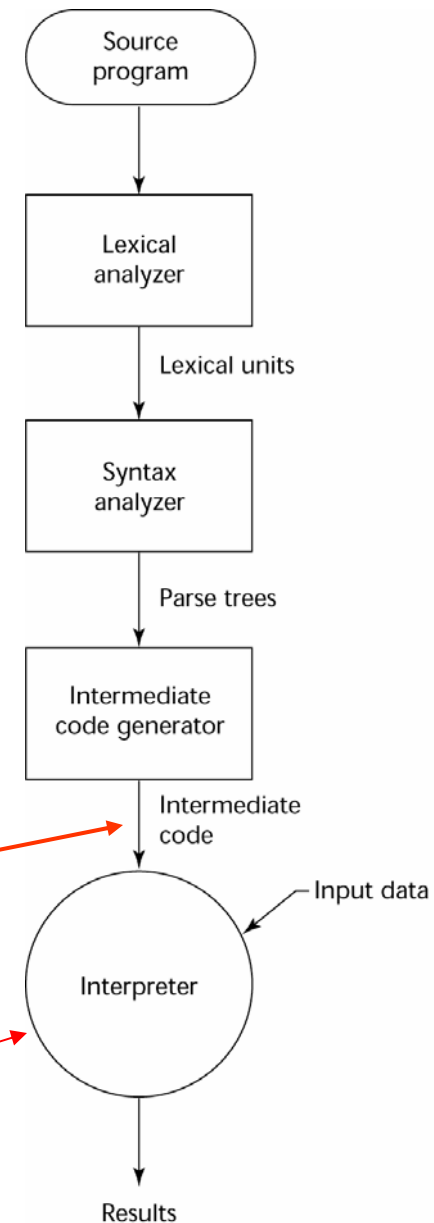 Source
program
Lexical
analyzer
Lexical units
Syntax
analyzer
Parse trees
Intermediate
code generator
Intermediate
code
Input data
Interpreter
Results